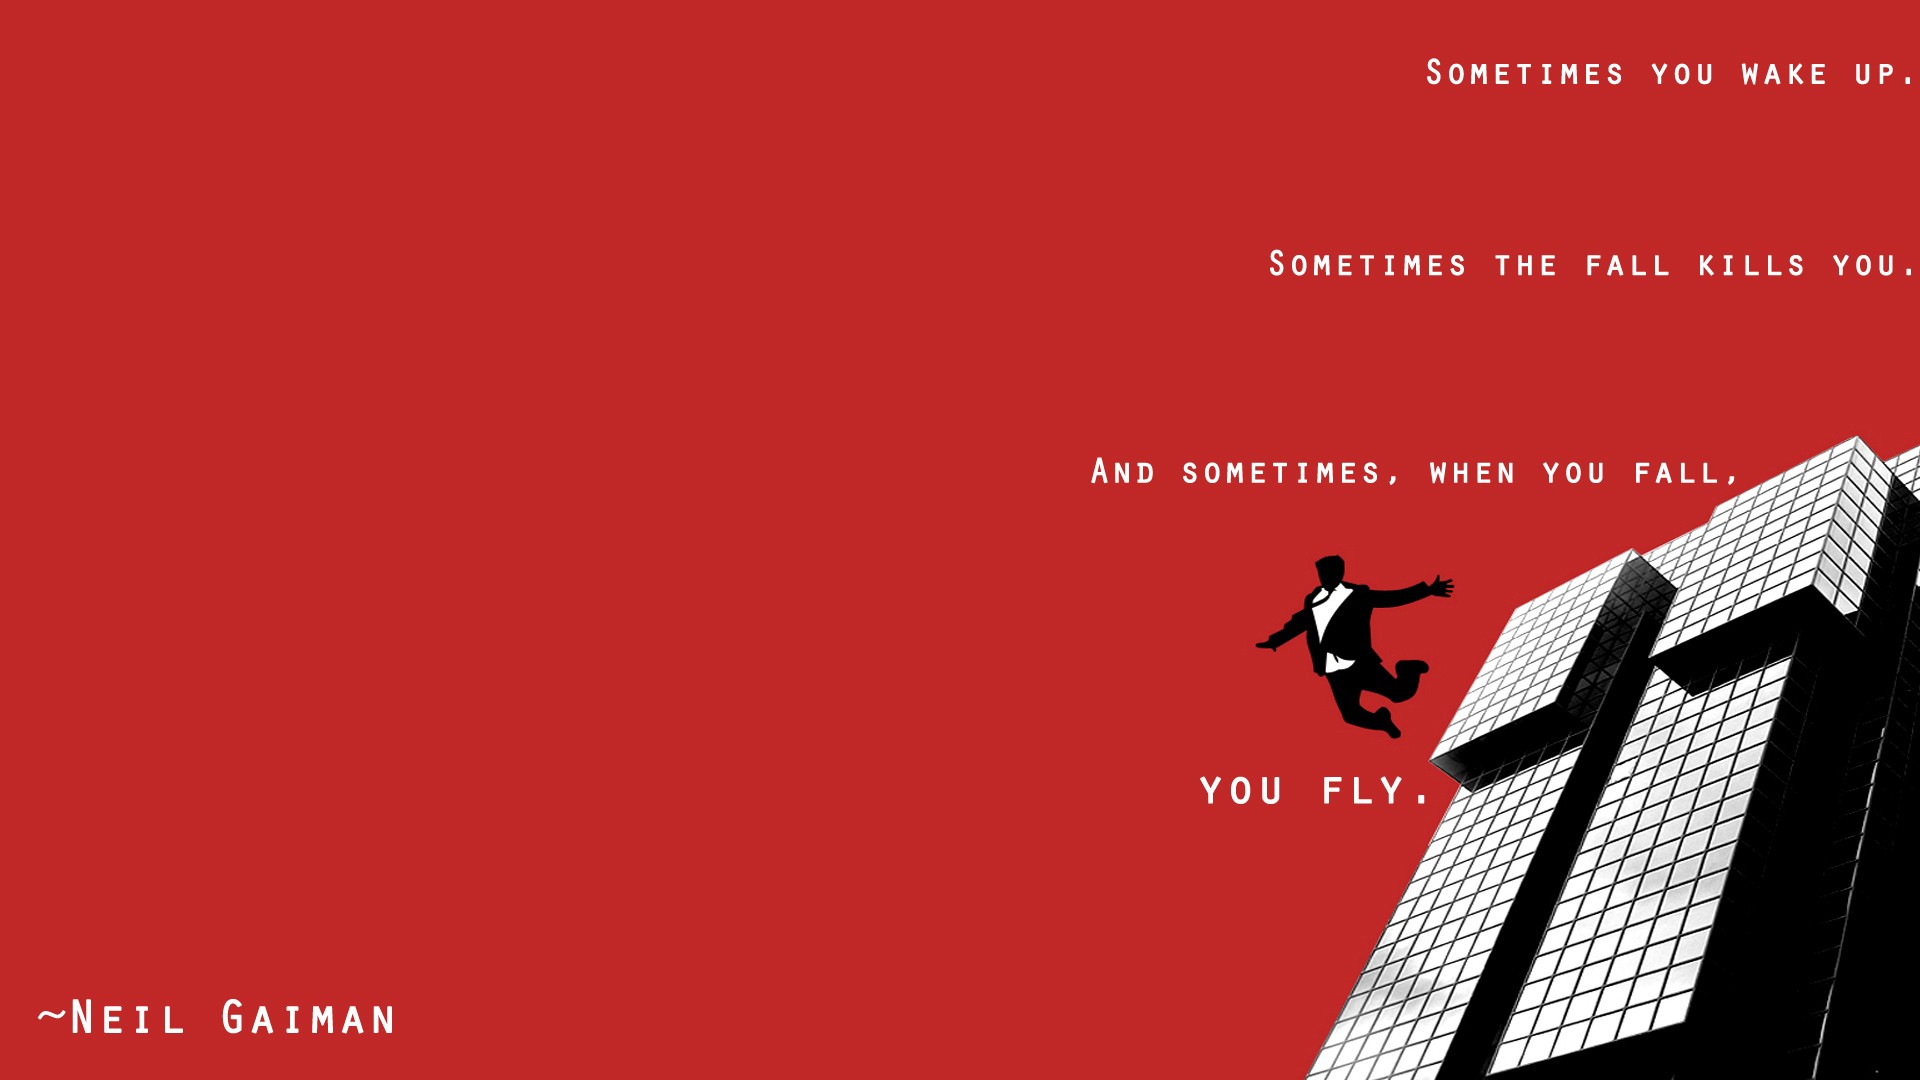 Sometimes you wake up.
Sometimes the fall kills you.
And sometimes, when you fall,
you fly.
~Neil Gaiman